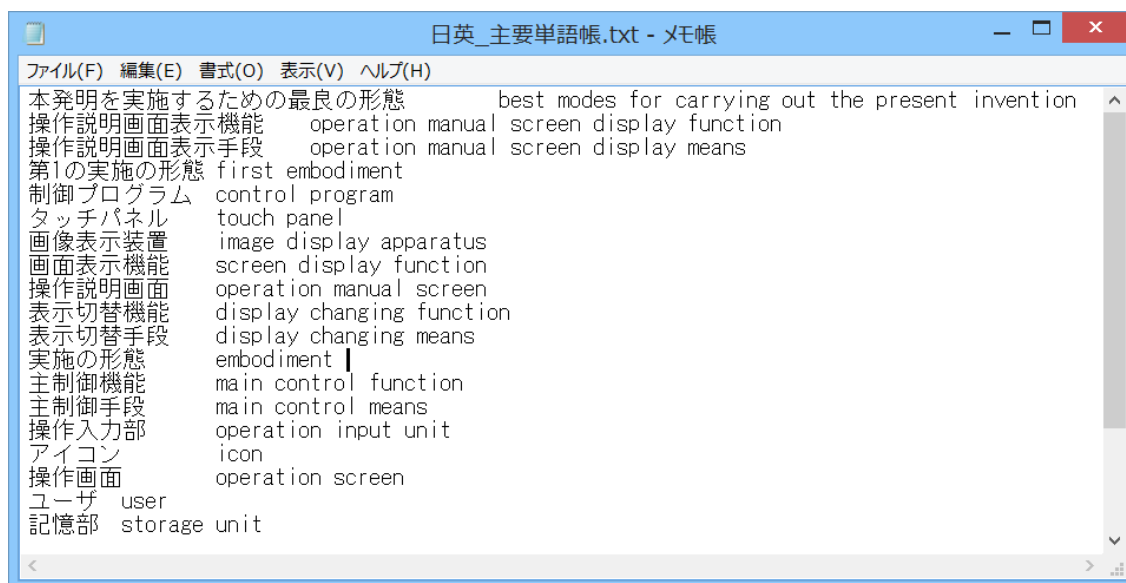 日英_主要単語帳.txt - メモ帳
ファイル(F) 編集(E) 書式(O) 表示(V) ヘルプ(H)
本発明を実施するための最良の形態 best modes for carrying out the present invention
操作説明画面表示機能 operation manual screen display function
操作説明画面表示手段 operation manual screen display means
第1の実施の形態 first embodiment
制御プログラム control program
タッチパネル touch panel
画像表示装置 image display apparatus
画面表示機能 screen display function
操作説明画面 operation manual screen
表示切替機能 display changing function
表示切替手段 display changing means
実施の形態 embodiment
主制御機能 main control function
主制御手段 main control means
操作入力部 operation input unit
アイコン icon
操作画面 operation screen
ユーザ user
記憶部 storage unit